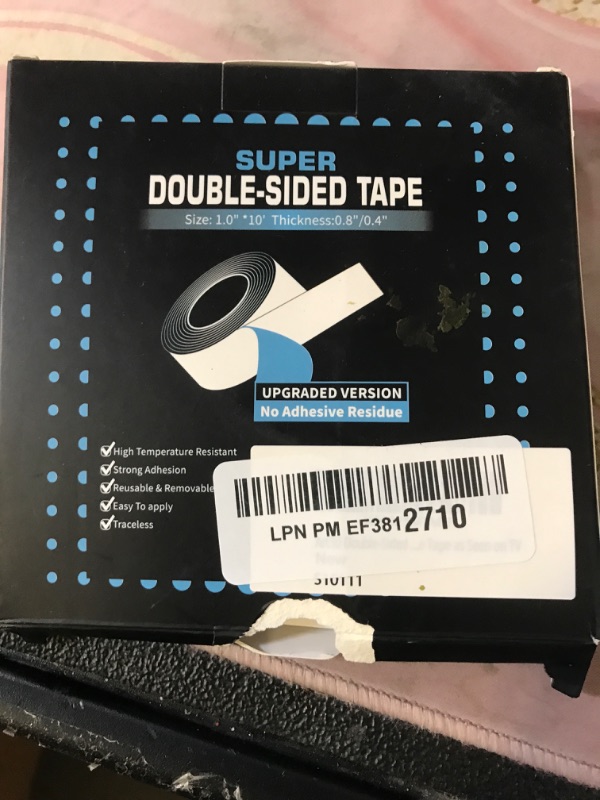 SUPER
DOUBLE-SIDED TAPE
Size: 1.0" *10' Thickness:0.8"/0.4"
UPGRADED VERSION
No Adhesive Residue
High Temperature Resistant
Strong Adhesion
Reusable & Removable
Easy To apply
Traceless
LPN PM EF3812710